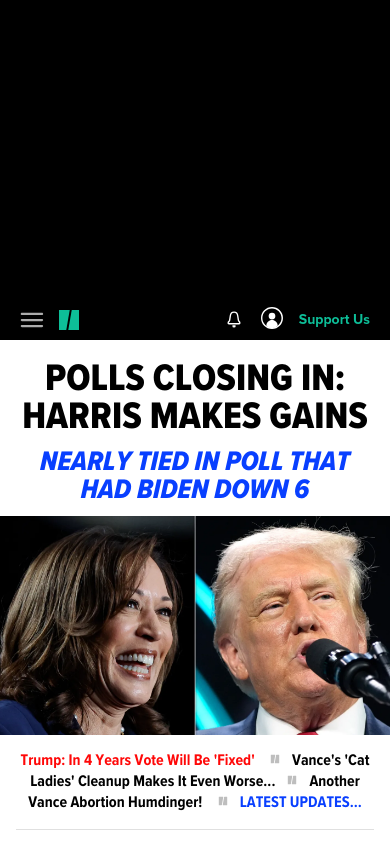 Support Us
POLLS CLOSING IN:
HARRIS MAKES GAINS
NEARLY TIED IN POLL THAT
HAD BIDEN DOWN 6
Trump: In 4 Years Vote Will Be 'Fixed' Vance's 'Cat
Ladies' Cleanup Makes It Even Worse... Another
Vance Abortion Humdinger! LATEST UPDATES...